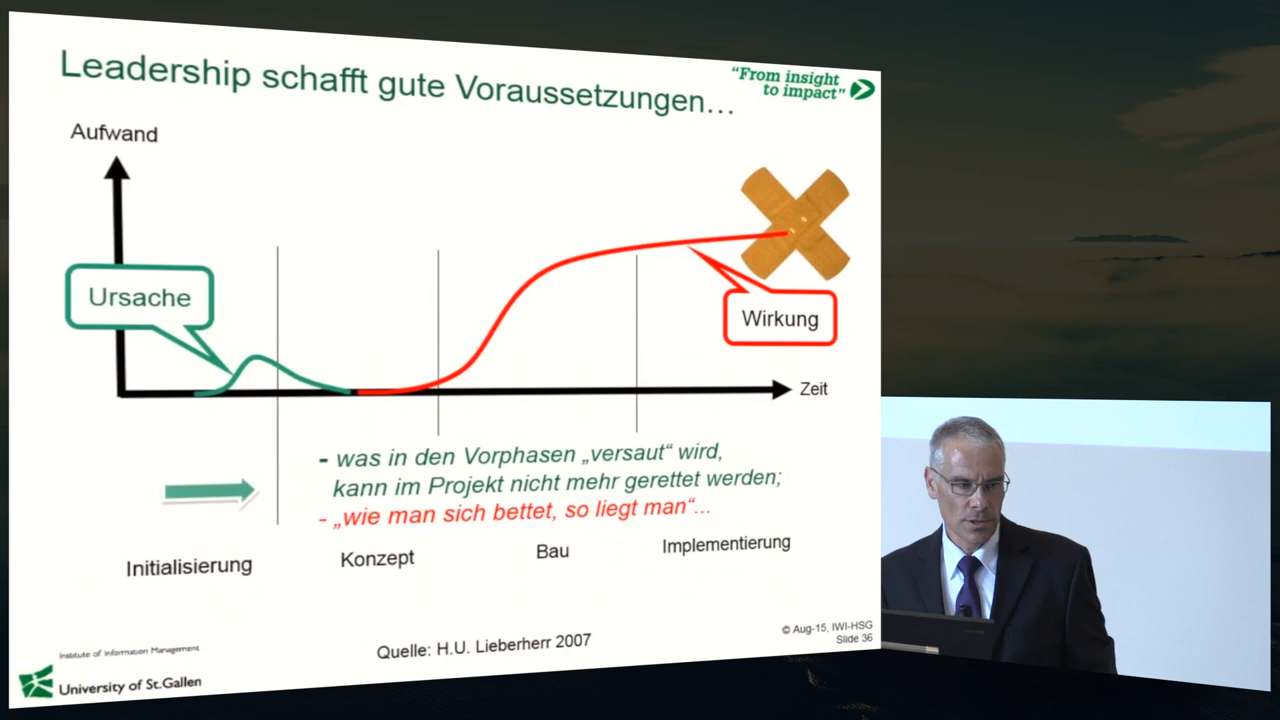 Leadership schafft gute Voraussetzungen…
“From insight
to impact”
Aufwand
Ursache
Wirkung
Zeit
- was in den Vorphasen „versaut“ wird,
kann im Projekt nicht mehr gerettet werden;
- „wie man sich bettet, so liegt man“...
Initialisierung
Konzept
Bau
Implementierung
© Aug-15, IWI-HSG
Slide 36
Quelle: H.U. Lieberherr 2007
Institute of Information Management
University of St.Gallen